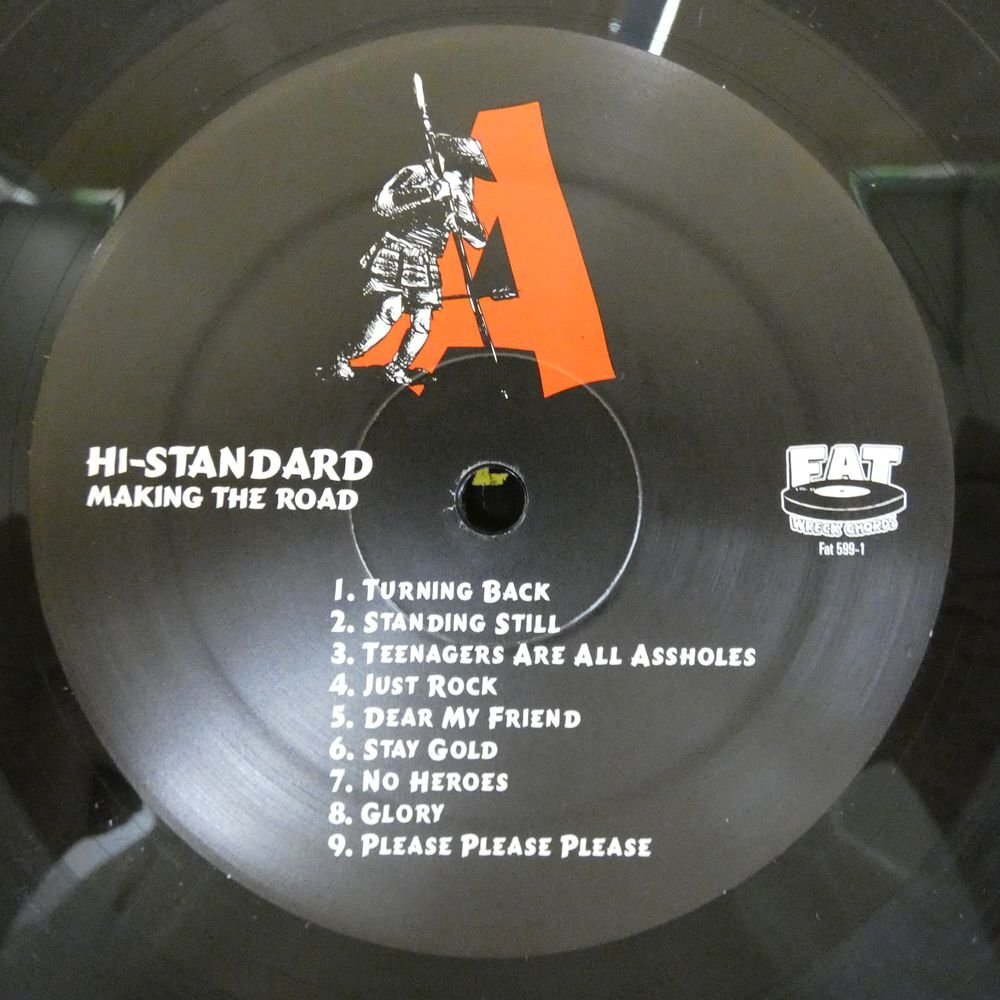 A
HI-STANDARD
MAKING THE ROAD
FAT
WRECK CHORDS
Fat 599-1
1. TURNING BACK
2. STANDING STILL
3. TEENAGERS ARE ALL ASSHOLES
4. JUST ROCK
5. DEAR MY FRIEND
6. STAY GOLD
7. NO HEROES
8. GLORY
9. PLEASE PLEASE PLEASE